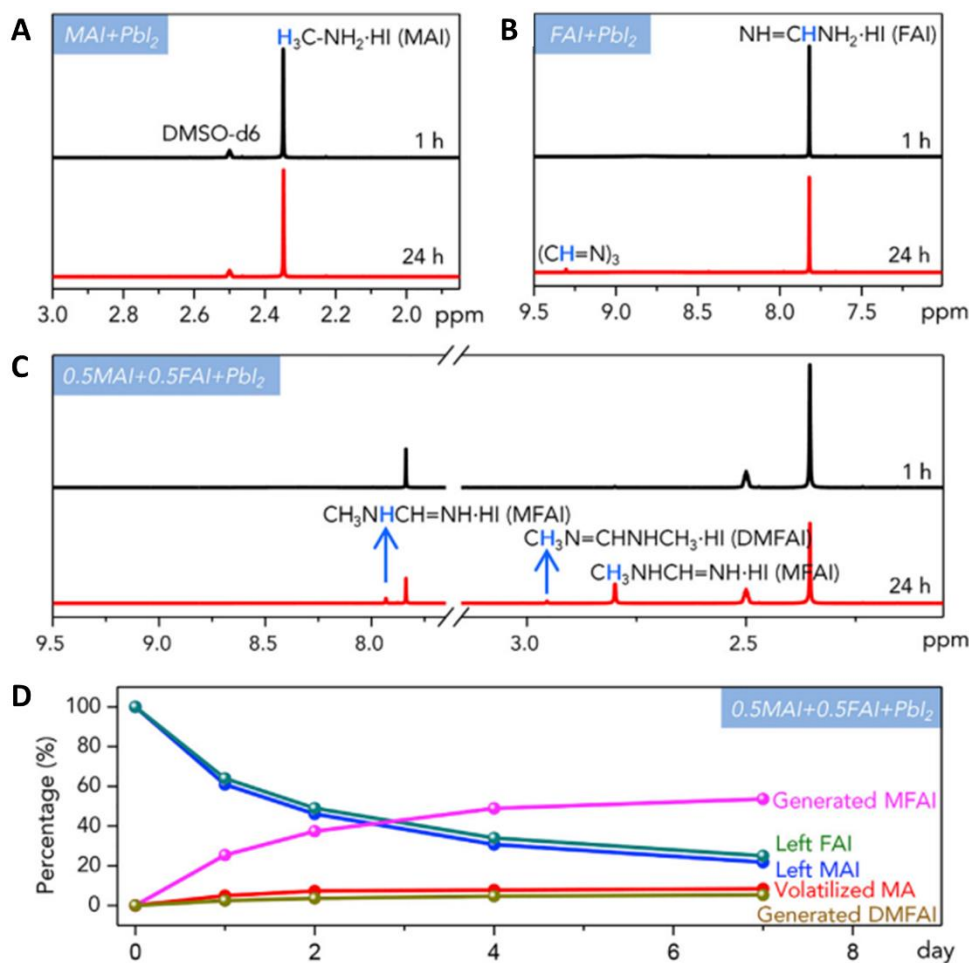 A
MAI+PbI₂
H₃C-NH₂·HI (MAI)
DMSO-d6
1 h
24 h
3.0 2.8 2.6 2.4 2.2 2.0 ppm
B
FAI+PbI₂
NH=CHNH₂·HI (FAI)
1 h
(CH=N)₃
24 h
9.5 9.0 8.5 8.0 7.5 ppm
C
0.5MAI+0.5FAI+PbI₂
1 h
CH₃NHCH=NH·HI (MFAI)
CH₃N=CHNHCH₃·HI (DMFAI)
CH₃NHCH=NH·HI (MFAI)
24 h
9.5 9.0 8.5 8.0 3.0 2.5 ppm
D
0.5MAI+0.5FAI+PbI₂
Percentage (%)
100
80
60
40
20
0
Generated MFAI
Left FAI
Left MAI
Volatilized MA
Generated DMFAI
0 2 4 6 8 day